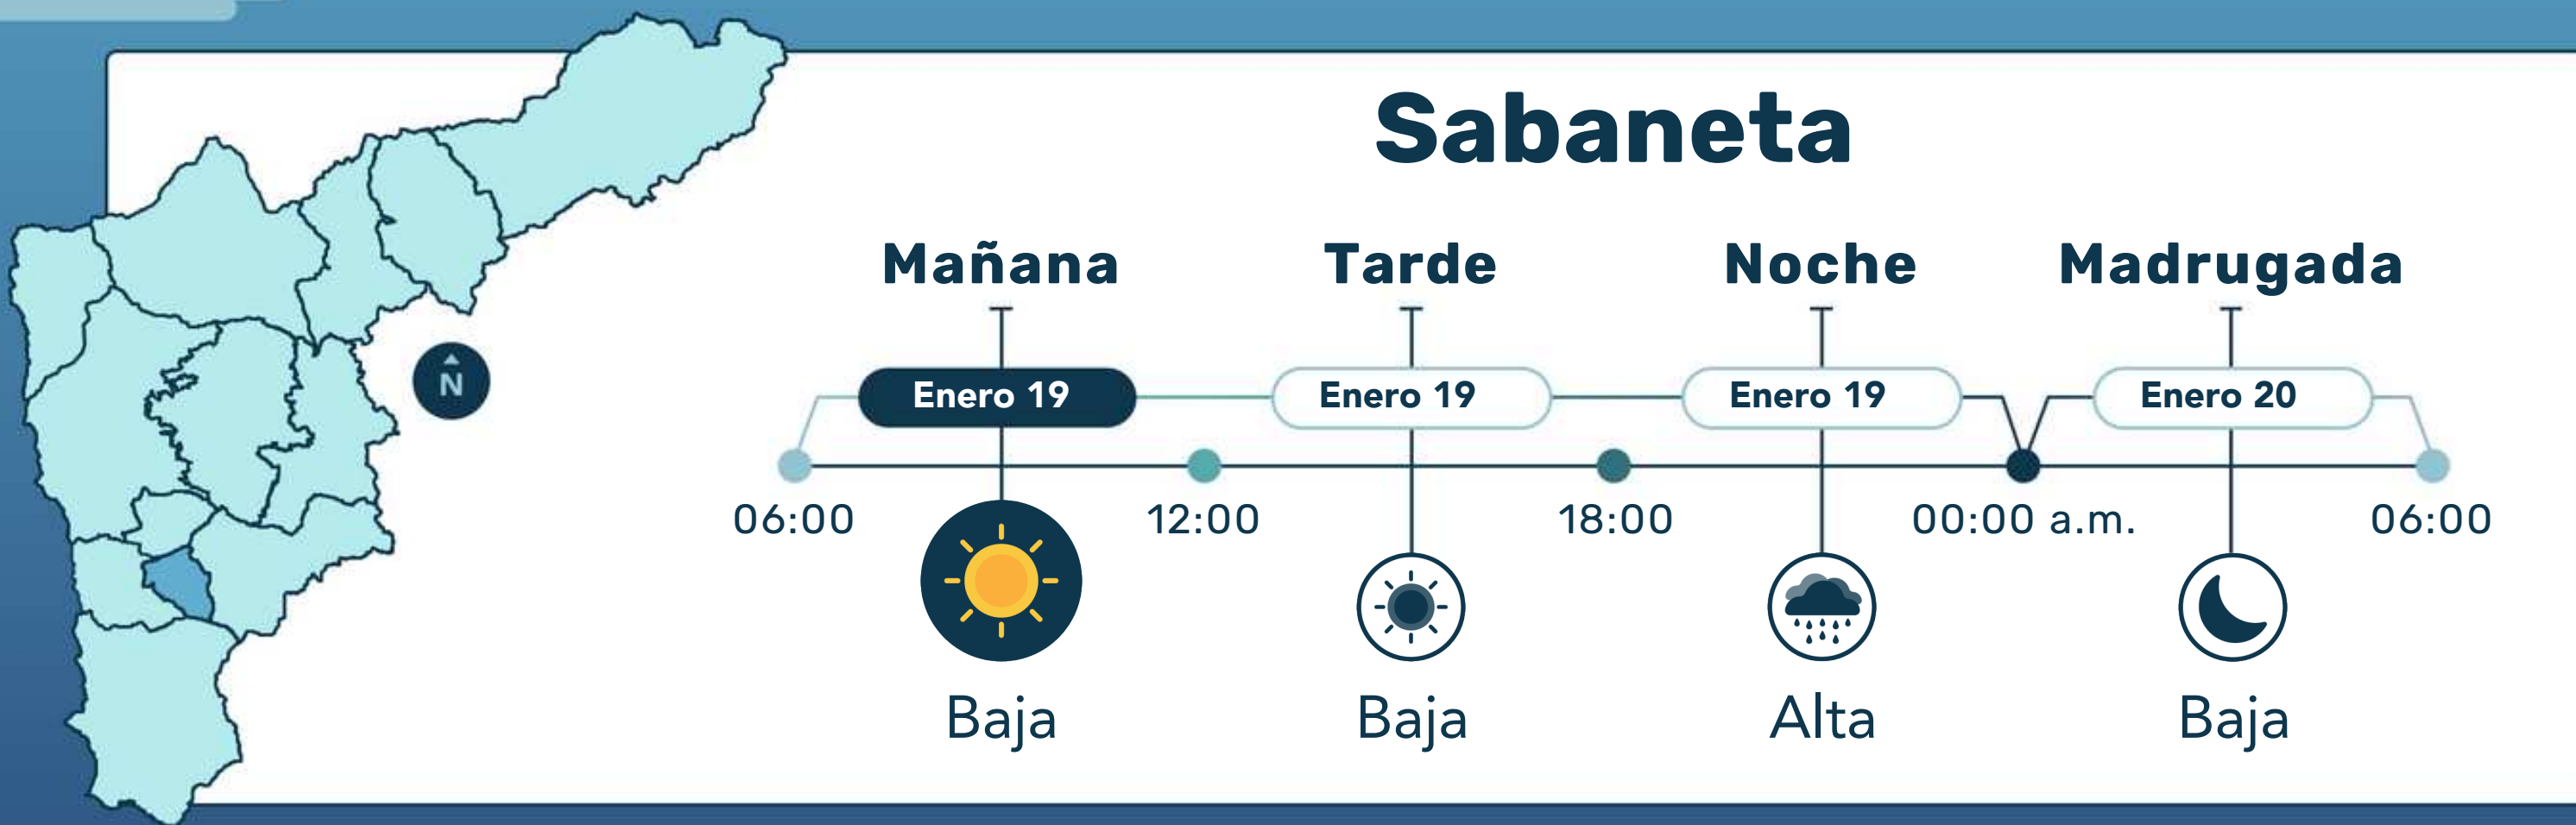 Sabaneta
Mañana Tarde Noche Madrugada
N
Enero 19 Enero 19 Enero 19 Enero 20
06:00 12:00 18:00 00:00 a.m. 06:00
Baja Baja Alta Baja